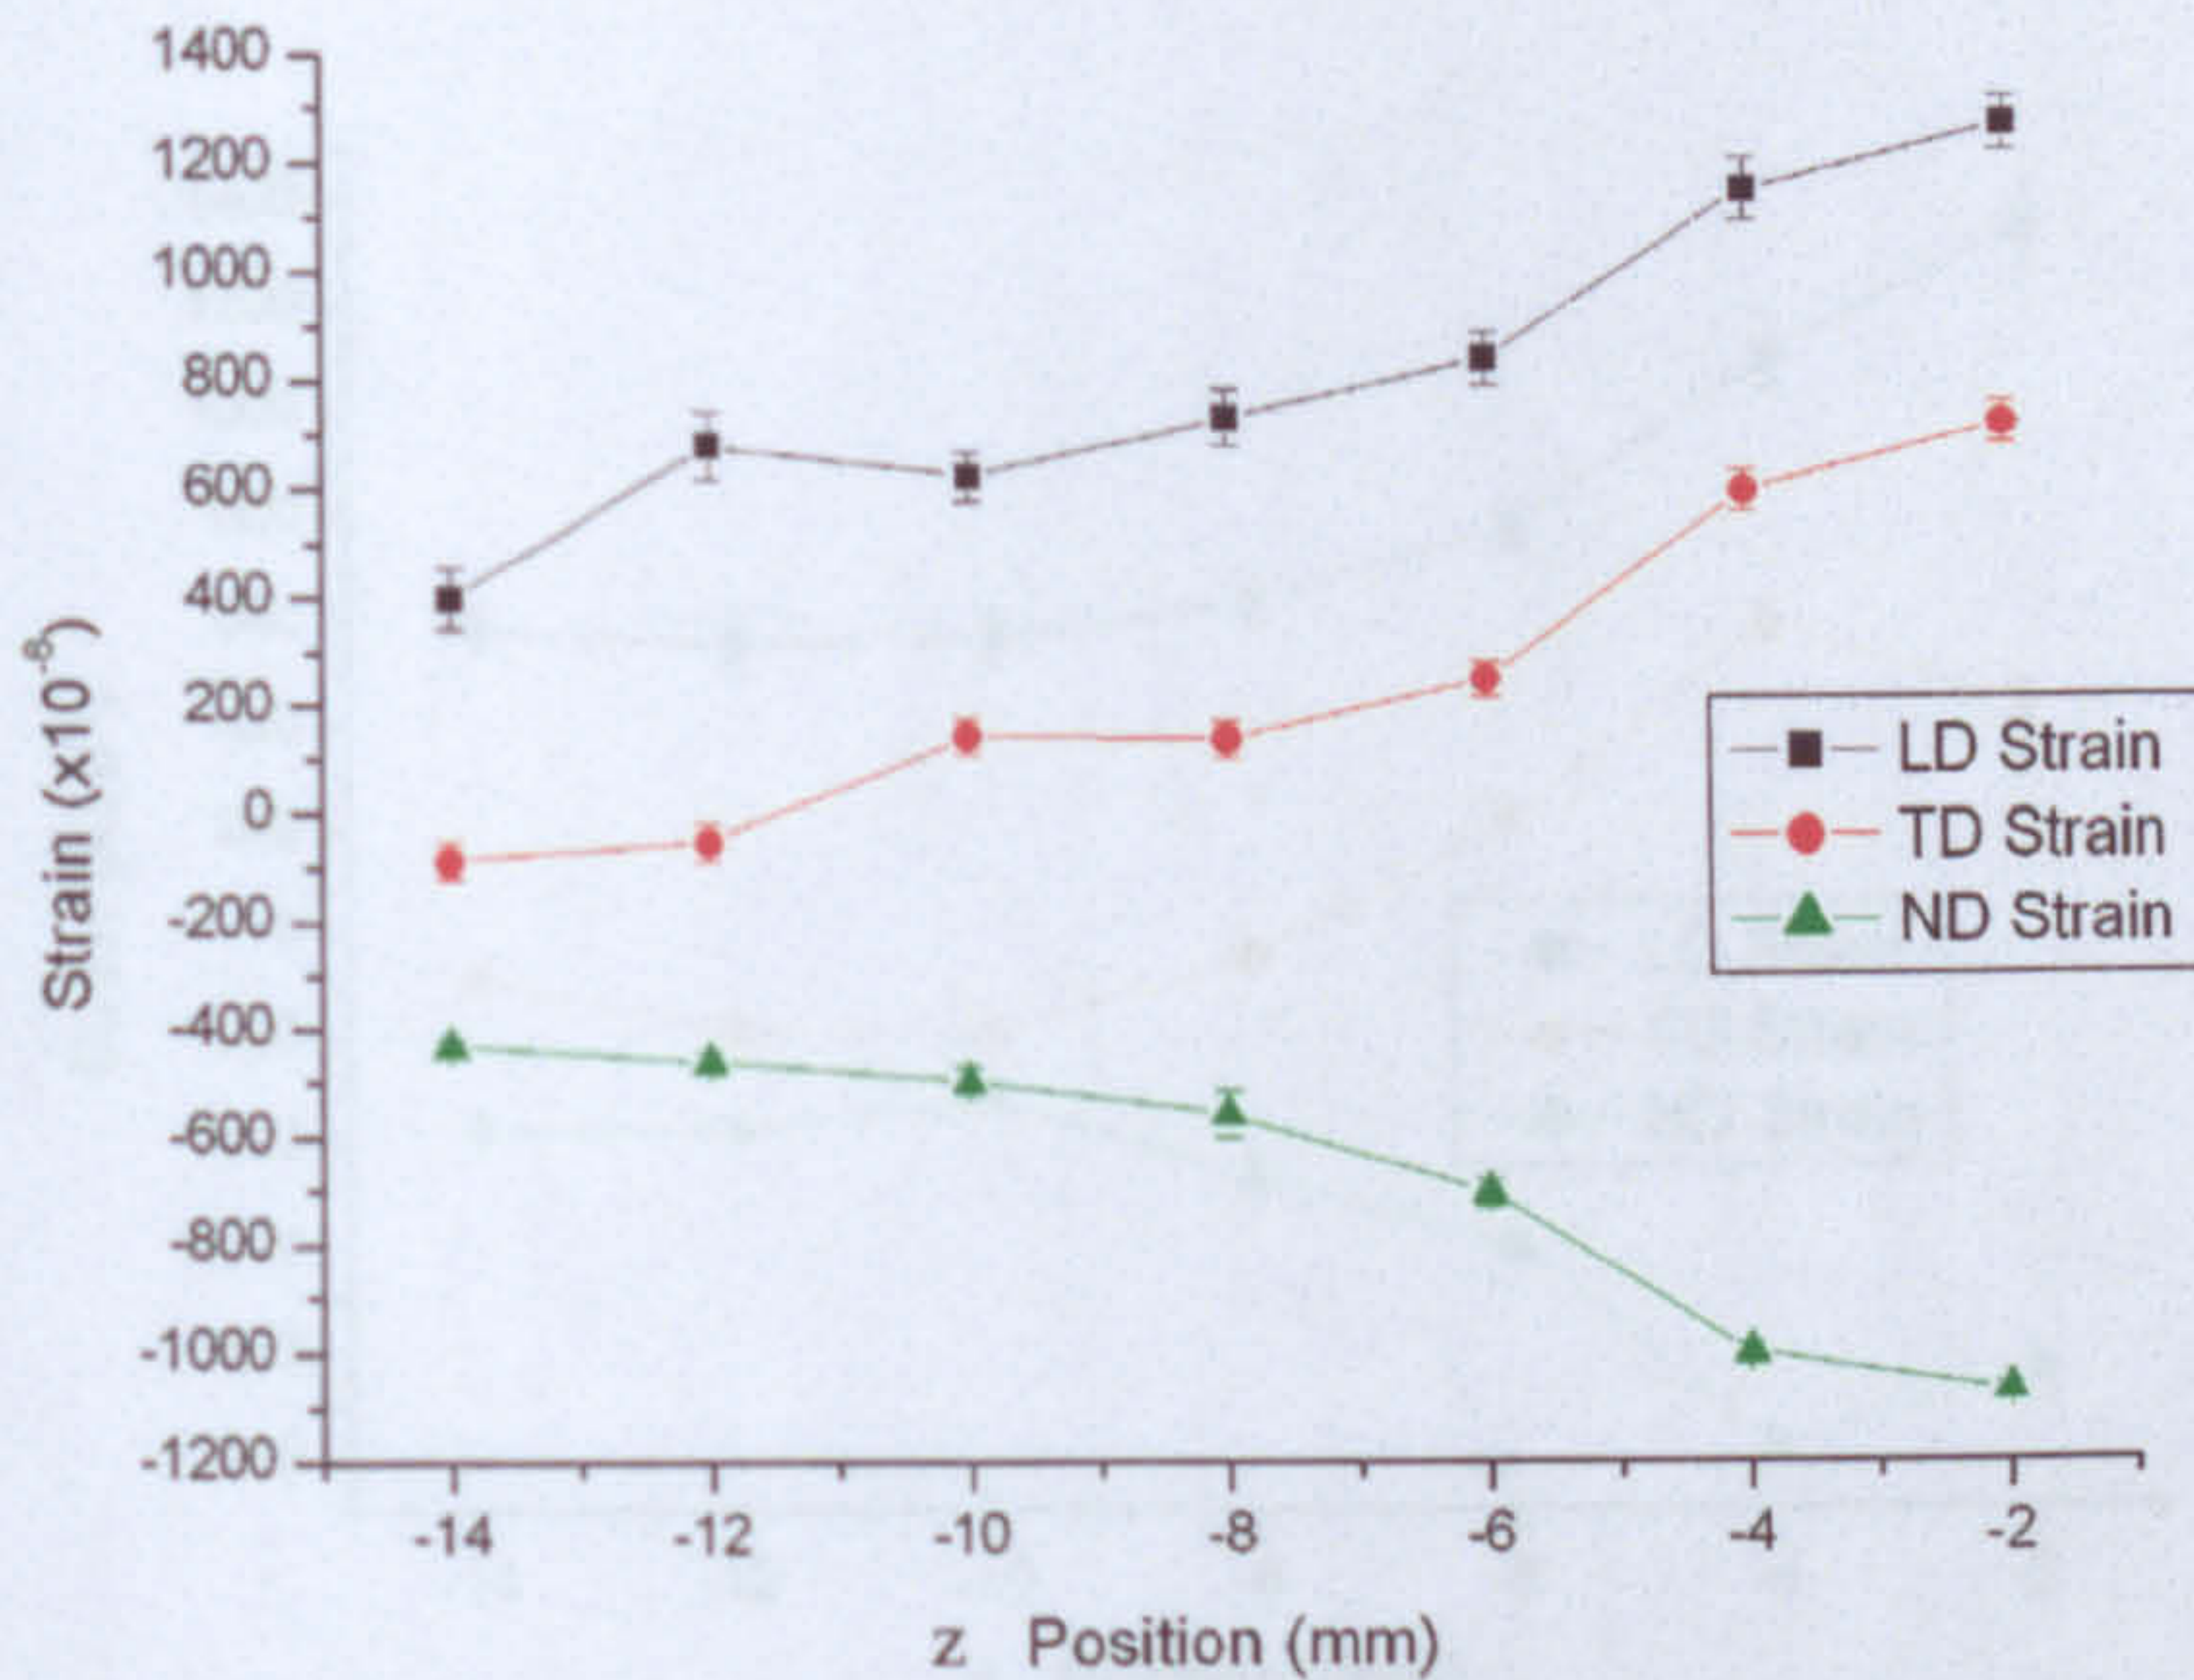 1400
1200
1000
800
600
400
200
0
-200
-400
-600
-800
-1000
-1200
Strain (x10⁻⁶)
-14 -12 -10 -8 -6 -4 -2
z Position (mm)
LD Strain
TD Strain
ND Strain